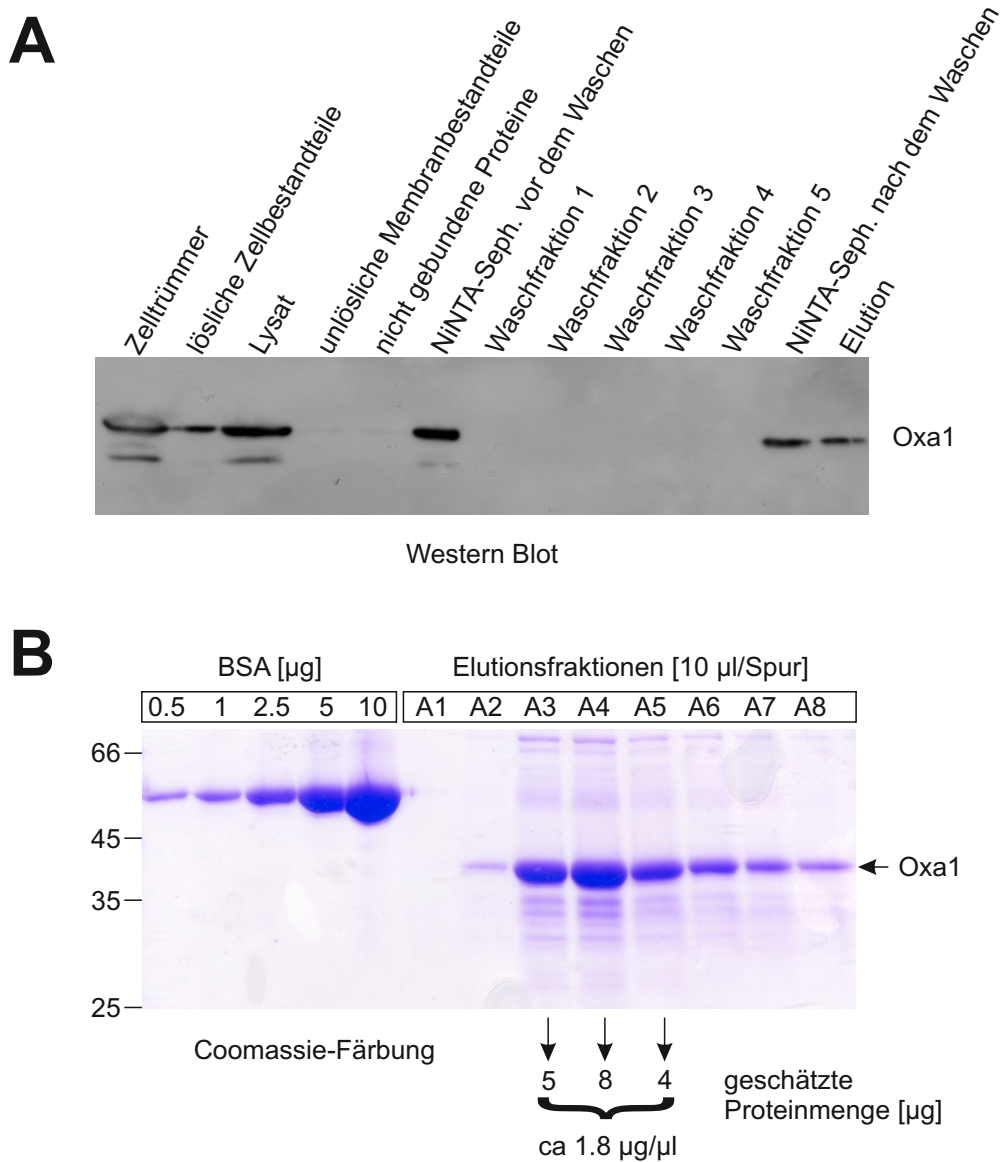 A
Zelltrümmer
lösliche Zellbestandteile
Lysat
unlösliche Membranbestandteile
nicht gebundene Proteine
NiNTA-Seph. vor dem Waschen
Waschfraktion 1
Waschfraktion 2
Waschfraktion 3
Waschfraktion 4
Waschfraktion 5
NiNTA-Seph. nach dem Waschen
Elution
Oxa1
Western Blot
B
BSA [µg] Elutionsfraktionen [10 µl/Spur]
0.5 1 2.5 5 10 A1 A2 A3 A4 A5 A6 A7 A8
66
45
Oxa1
35
25
Coomassie-Färbung
5 8 4 geschätzte
Proteinmenge [µg]
ca 1.8 µg/µl